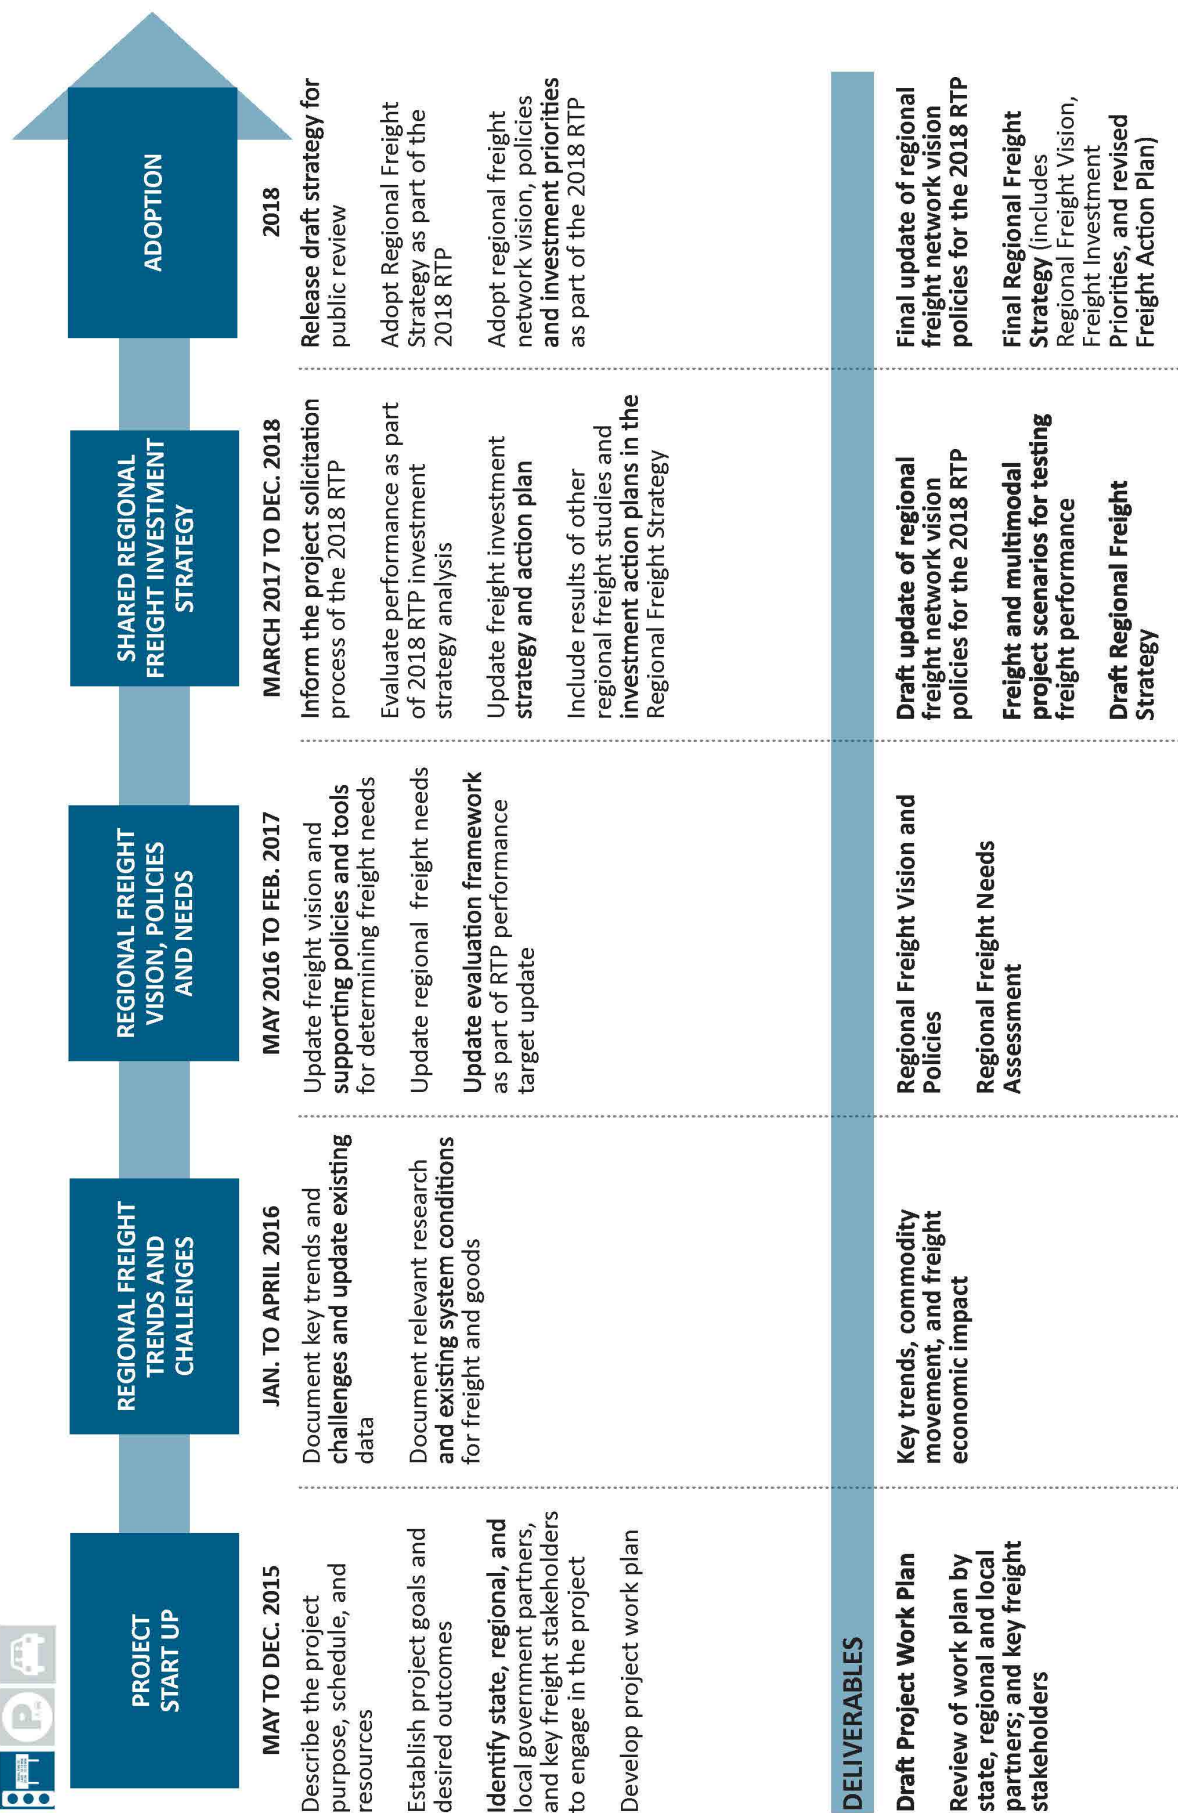 PROJECT
START UP
MAY TO DEC. 2015
Describe the project
purpose, schedule, and
resources
Establish project goals and
desired outcomes
Identify state, regional, and
local government partners,
and key freight stakeholders
to engage in the project
Develop project work plan
REGIONAL FREIGHT
TRENDS AND
CHALLENGES
JAN. TO APRIL 2016
Document key trends and
challenges and update existing
data
Document relevant research
and existing system conditions
for freight and goods
REGIONAL FREIGHT
VISION, POLICIES
AND NEEDS
MAY 2016 TO FEB. 2017
Update freight vision and
supporting policies and tools
for determining freight needs
Update regional freight needs
Update evaluation framework
as part of RTP performance
target update
SHARED REGIONAL
FREIGHT INVESTMENT
STRATEGY
MARCH 2017 TO DEC. 2018
Inform the project solicitation
process of the 2018 RTP
Evaluate performance as part
of 2018 RTP investment
strategy analysis
Update freight investment
strategy and action plan
Include results of other
regional freight studies and
investment action plans in the
Regional Freight Strategy
ADOPTION
2018
Release draft strategy for
public review
Adopt Regional Freight
Strategy as part of the
2018 RTP
Adopt regional freight
network vision, policies
and investment priorities
as part of the 2018 RTP
DELIVERABLES
Draft Project Work Plan
Review of work plan by
state, regional and local
partners; and key freight
stakeholders
Key trends, commodity
movement, and freight
economic impact
Regional Freight Vision and
Policies
Regional Freight Needs
Assessment
Draft update of regional
freight network vision
policies for the 2018 RTP
Freight and multimodal
project scenarios for testing
freight performance
Draft Regional Freight
Strategy
Final update of regional
freight network vision
policies for the 2018 RTP
Final Regional Freight
Strategy (includes
Regional Freight Vision,
Freight Investment
Priorities, and revised
Freight Action Plan)
P